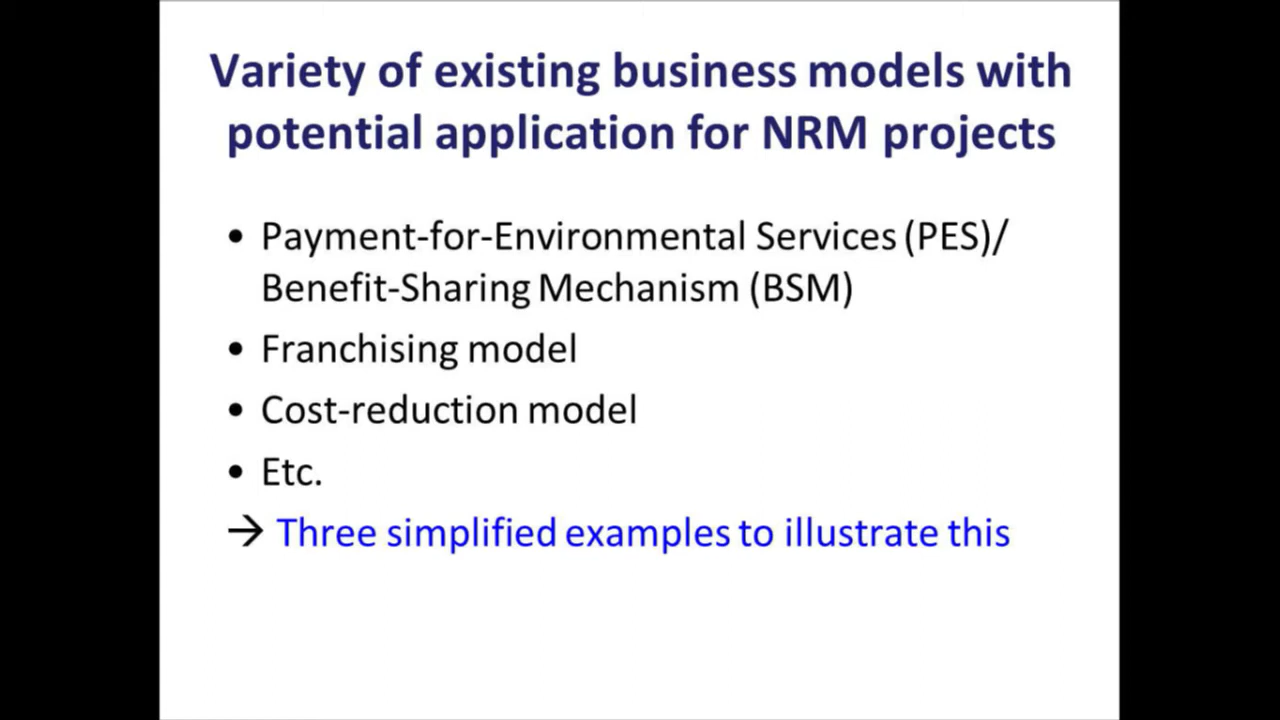 Variety of existing business models with
potential application for NRM projects
• Payment-for-Environmental Services (PES)/
Benefit-Sharing Mechanism (BSM)
• Franchising model
• Cost-reduction model
• Etc.
→ Three simplified examples to illustrate this